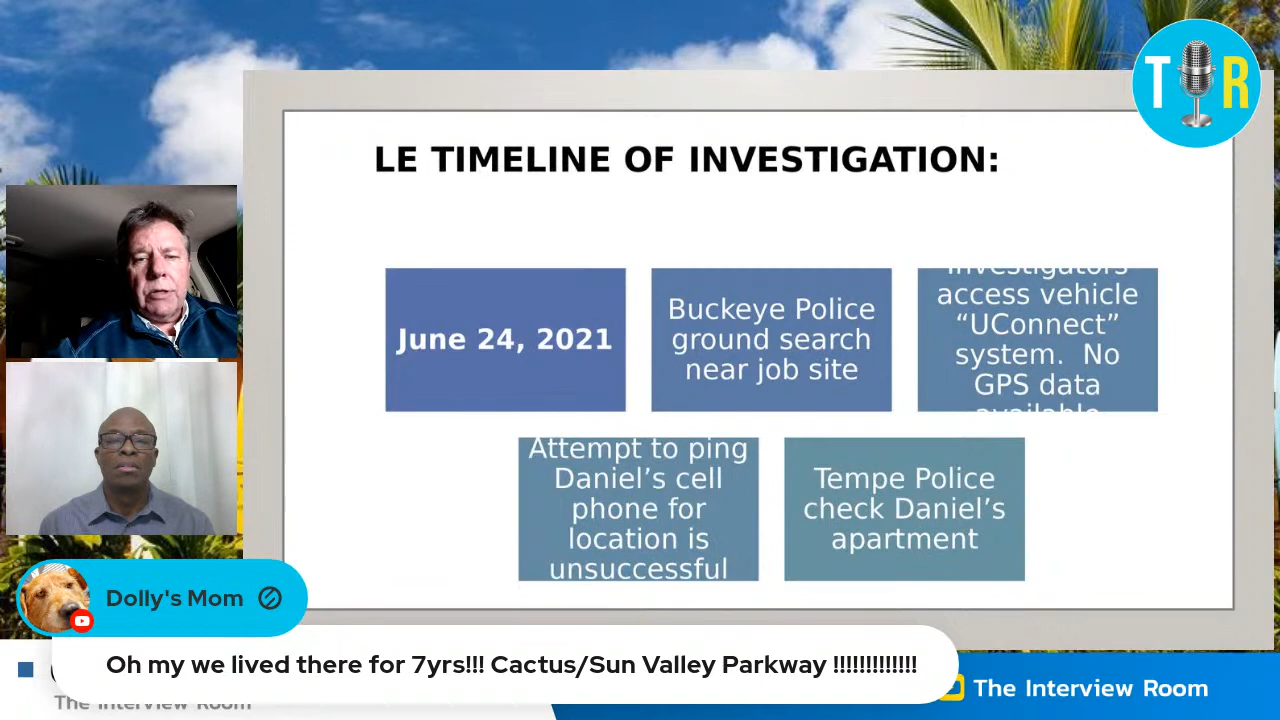 T R
LE TIMELINE OF INVESTIGATION:
June 24, 2021
Buckeye Police
ground search
near job site
Investigators
access vehicle
“UConnect”
system. No
GPS data
available
Attempt to ping
Daniel’s cell
phone for
location is
unsuccessful
Tempe Police
check Daniel’s
apartment
Dolly's Mom
Oh my we lived there for 7yrs!!! Cactus/Sun Valley Parkway !!!!!!!!!!!!!
The Interview Room
The Interview Room